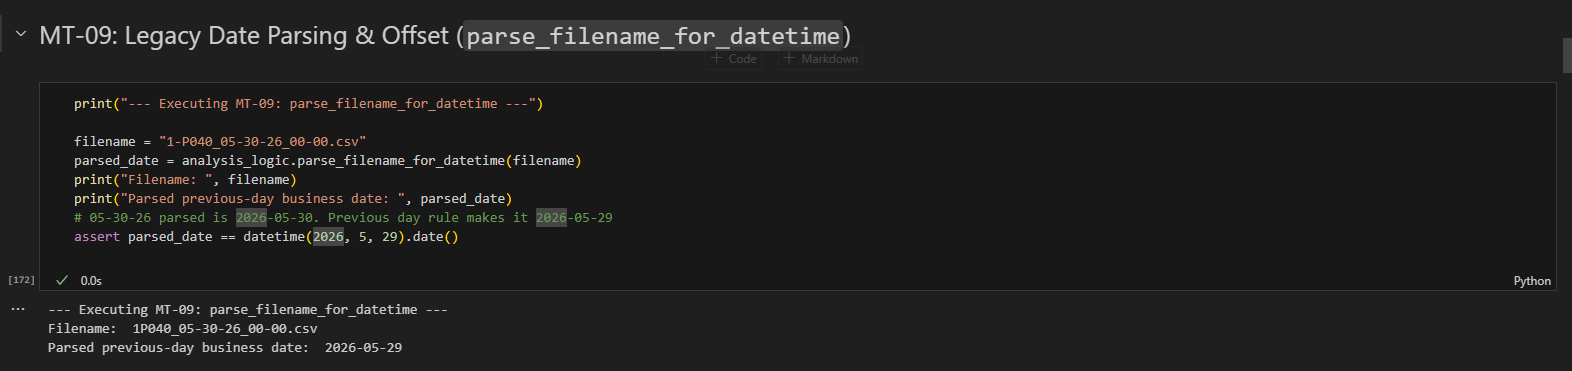 MT-09: Legacy Date Parsing & Offset (parse_filename_for_datetime)
+ Code + Markdown
print("--- Executing MT-09: parse_filename_for_datetime ---")
filename = "1-P040_05-30-26_00-00.csv"
parsed_date = analysis_logic.parse_filename_for_datetime(filename)
print("Filename: ", filename)
print("Parsed previous-day business date: ", parsed_date)
# 05-30-26 parsed is 2026-05-30. Previous day rule makes it 2026-05-29
assert parsed_date == datetime(2026, 5, 29).date()
[172] ✓ 0.0s Python
... --- Executing MT-09: parse_filename_for_datetime ---
Filename:  1P040_05-30-26_00-00.csv
Parsed previous-day business date:  2026-05-29